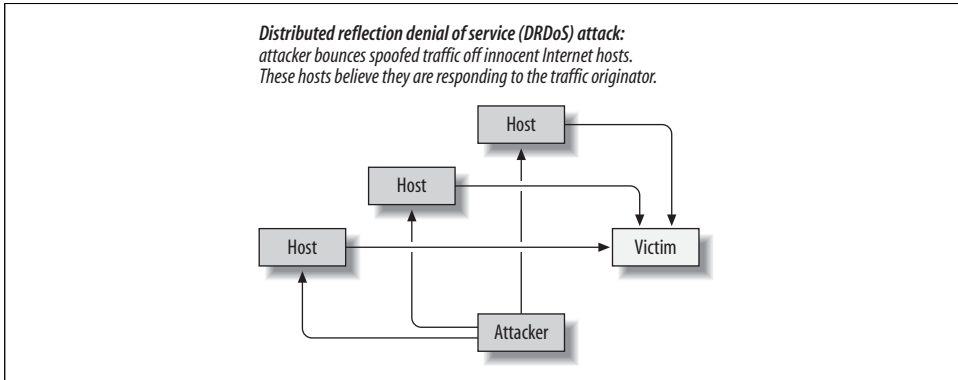 Distributed reflection denial of service (DRDoS) attack:
attacker bounces spoofed traffic off innocent Internet hosts.
These hosts believe they are responding to the traffic originator.
Host
Host
Host
Victim
Attacker